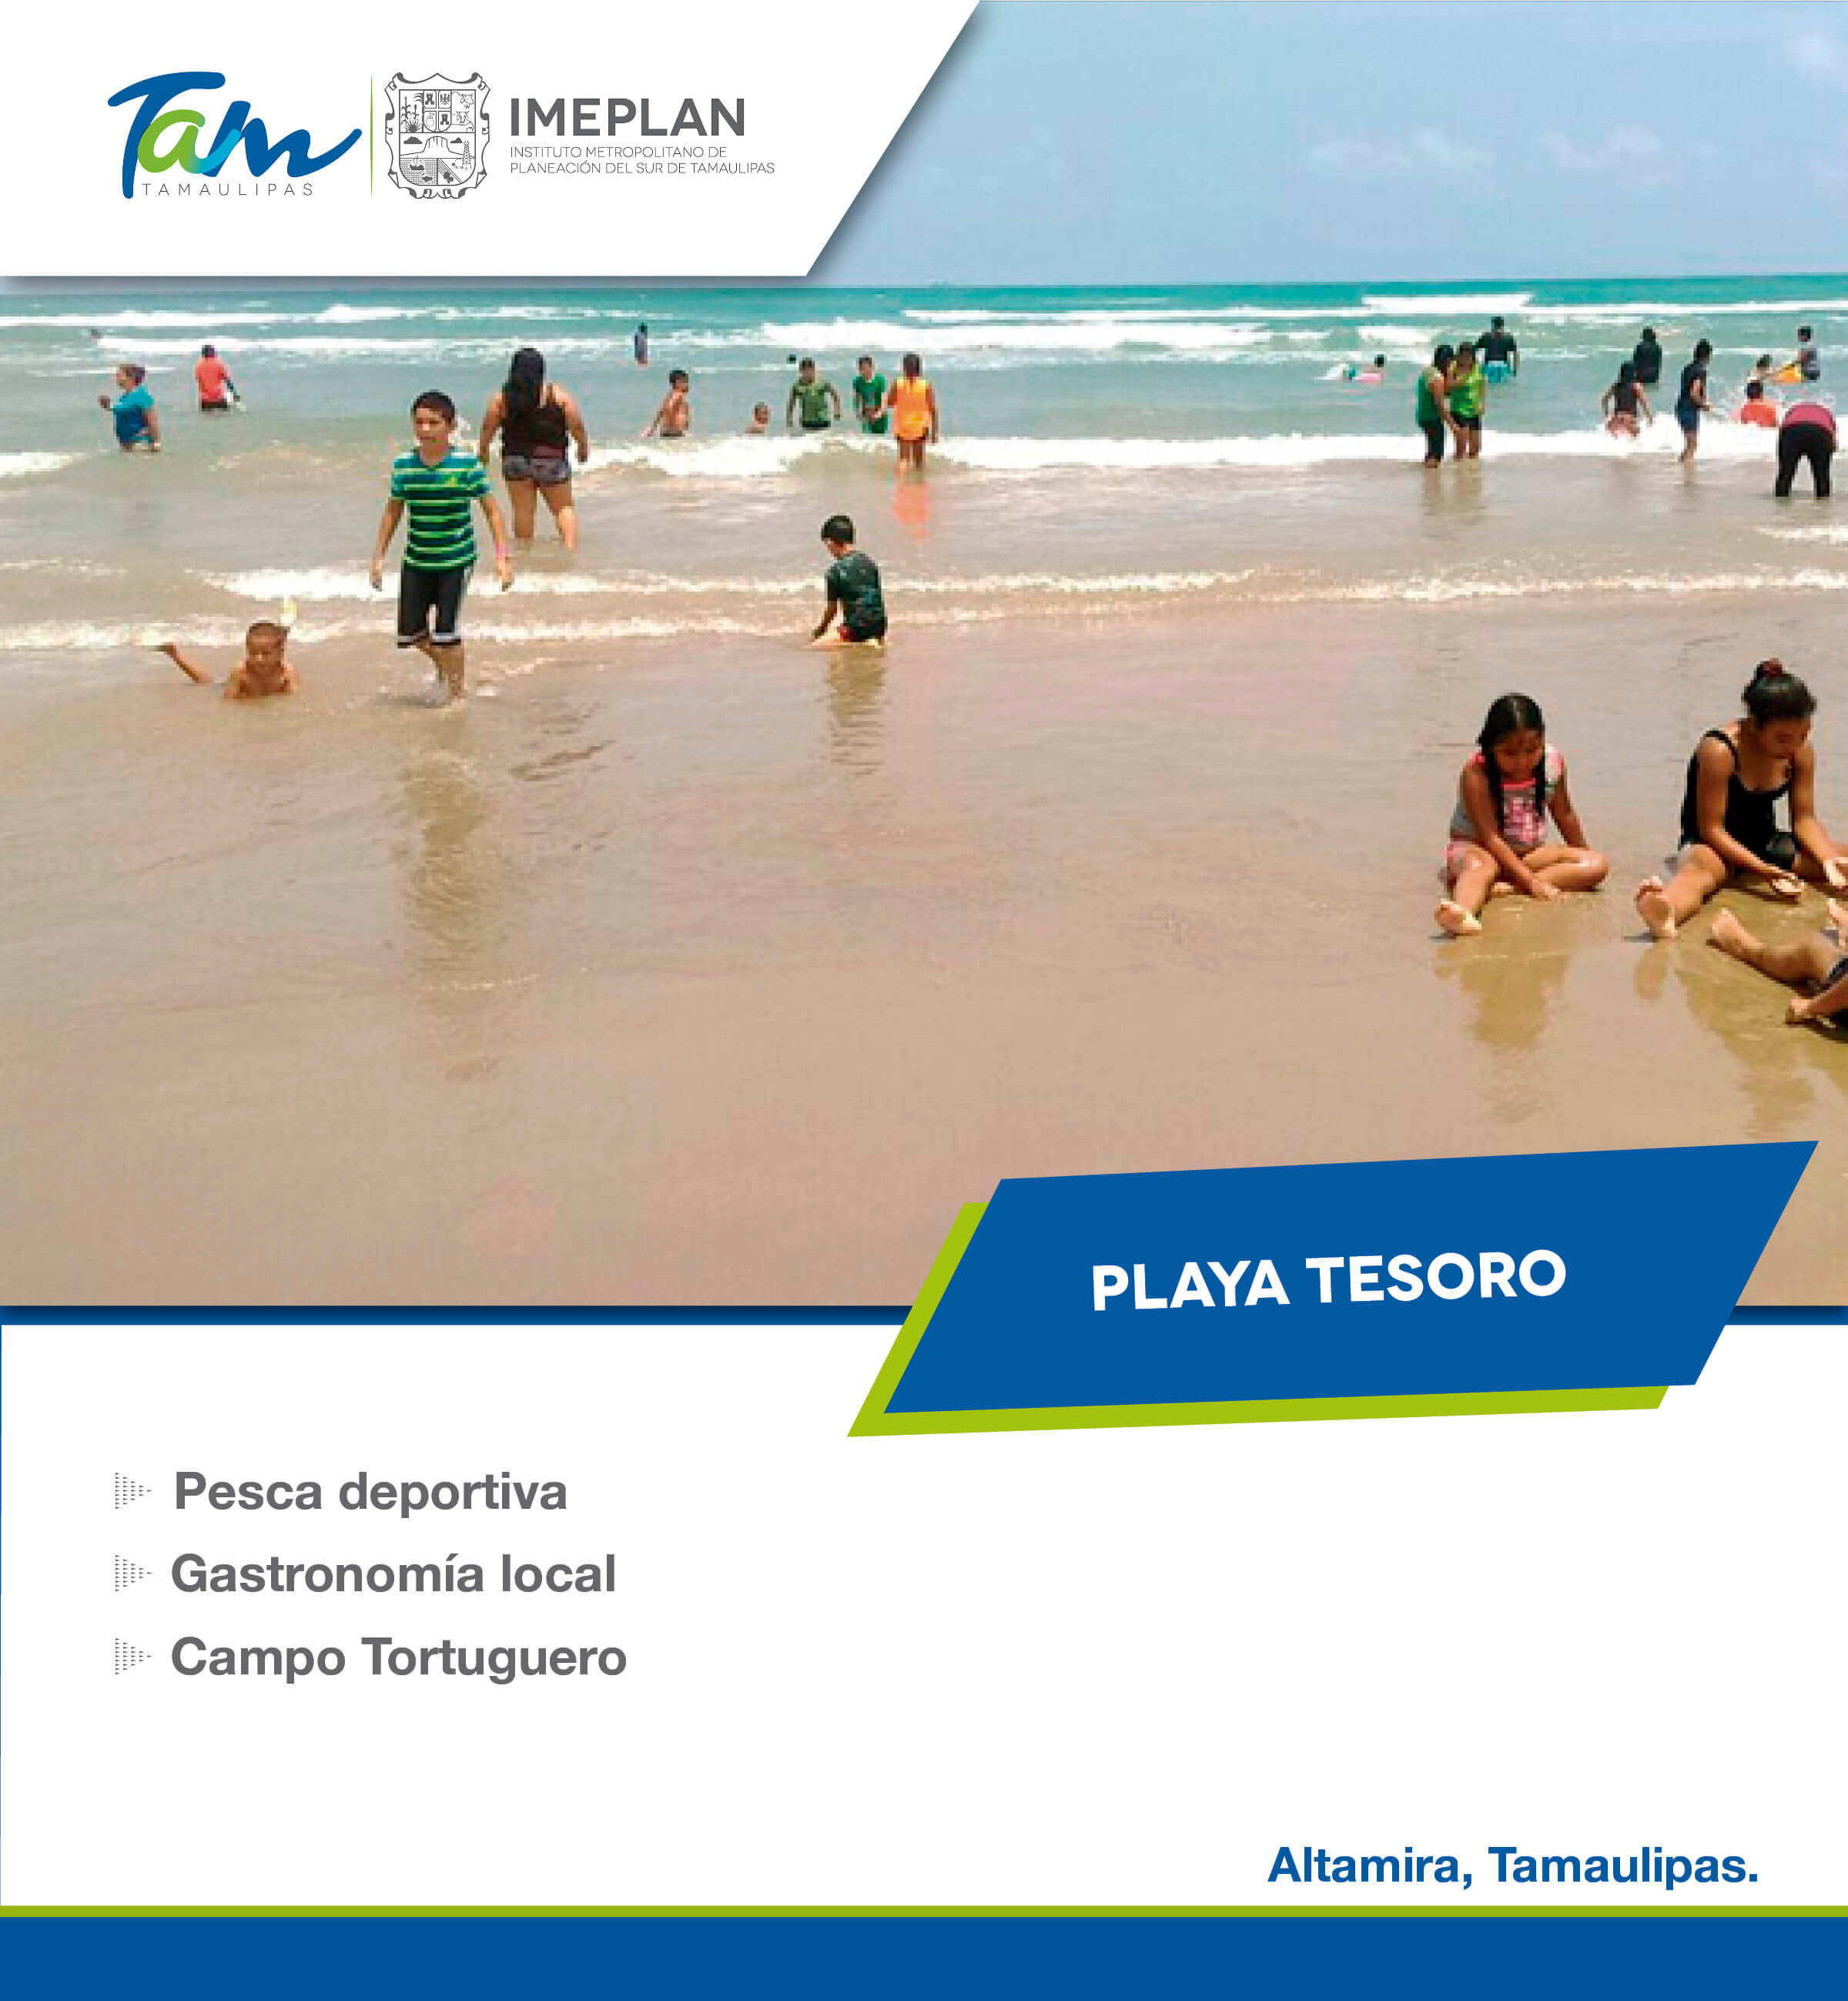 Tam
TAMAULIPAS
IMEPLAN
INSTITUTO METROPOLITANO DE
PLANEACIÓN DEL SUR DE TAMAULIPAS
PLAYA TESORO
Pesca deportiva
Gastronomía local
Campo Tortuguero
Altamira, Tamaulipas.